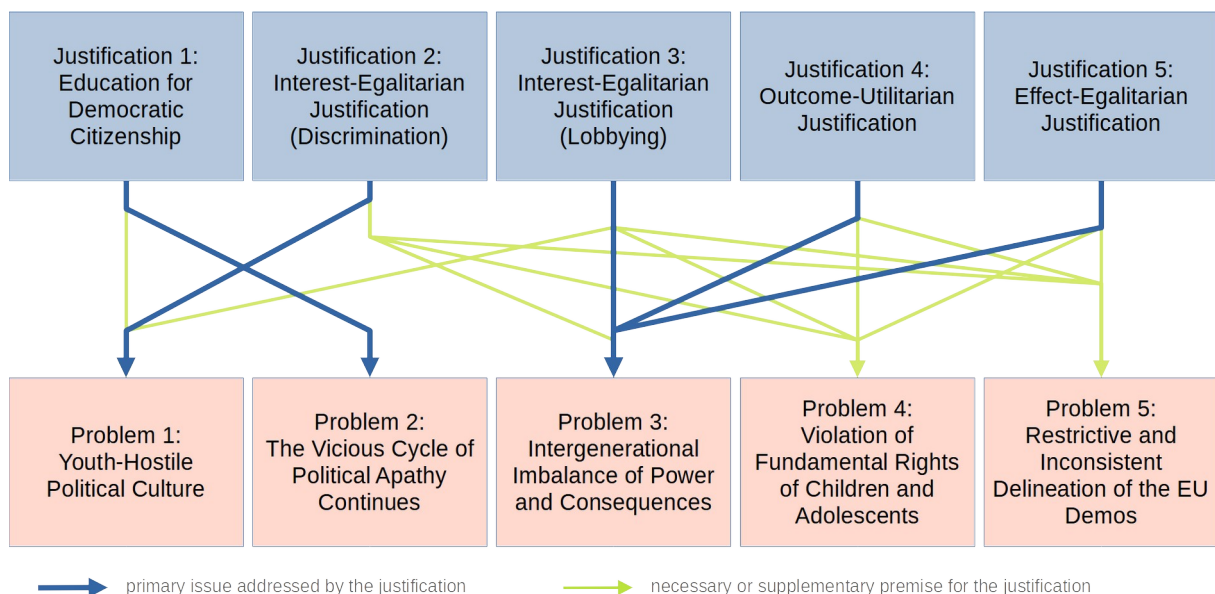 Justification 1:
Education for
Democratic
Citizenship
Justification 2:
Interest-Egalitarian
Justification
(Discrimination)
Justification 3:
Interest-Egalitarian
Justification
(Lobbying)
Justification 4:
Outcome-Utilitarian
Justification
Justification 5:
Effect-Egalitarian
Justification
Problem 1:
Youth-Hostile
Political Culture
Problem 2:
The Vicious Cycle of
Political Apathy
Continues
Problem 3:
Intergenerational
Imbalance of Power
and Consequences
Problem 4:
Violation of
Fundamental Rights
of Children and
Adolescents
Problem 5:
Restrictive and
Inconsistent
Delineation of the EU
Demos
primary issue addressed by the justification
necessary or supplementary premise for the justification